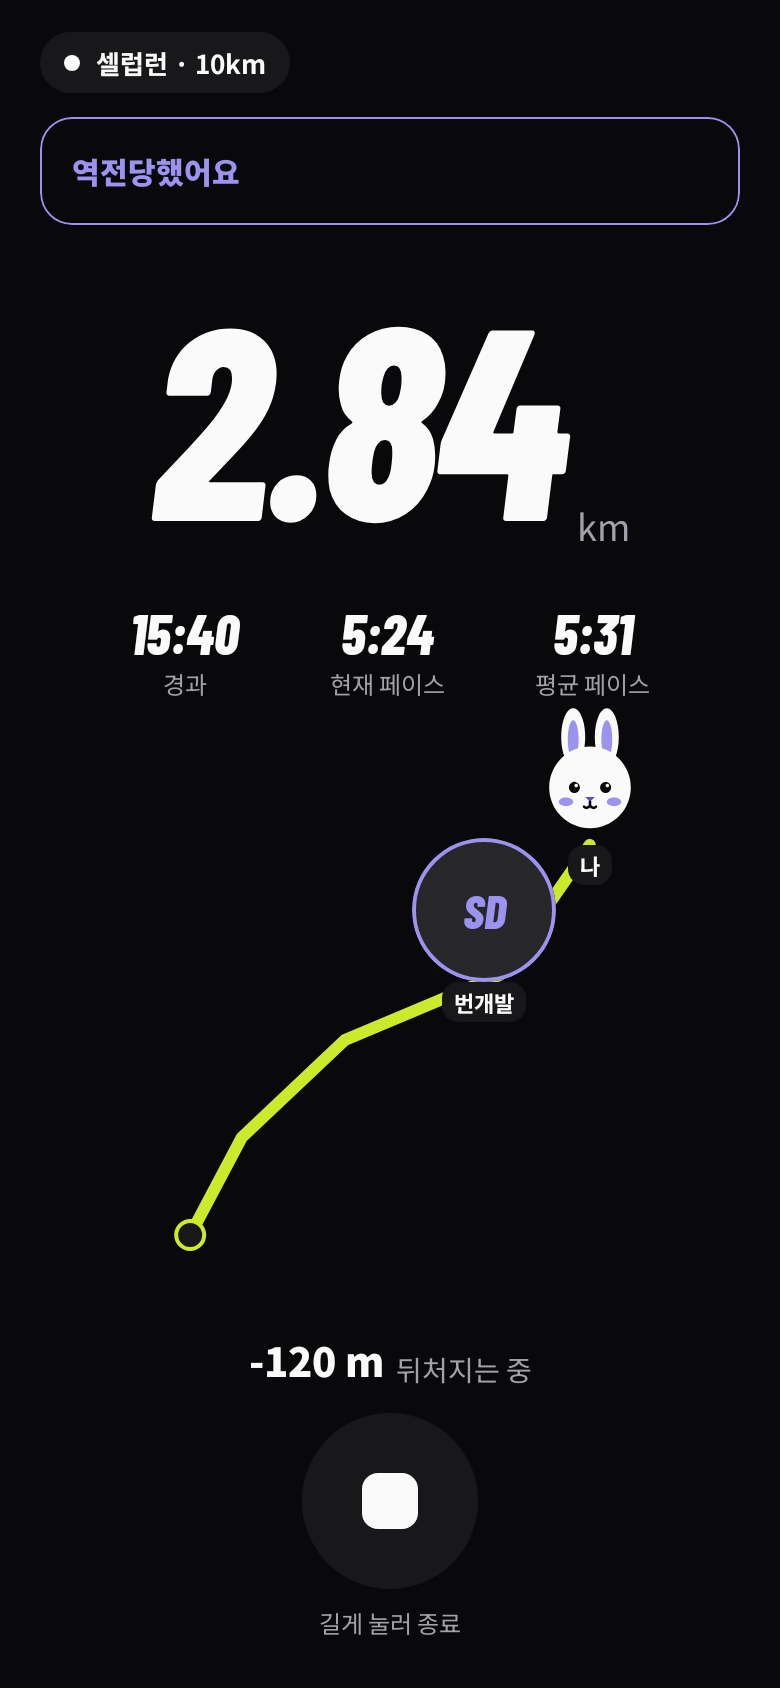 셀럽런 · 10km
역전당했어요
2.84 km
15:40 5:24 5:31
경과 현재 페이스 평균 페이스
나
SD
번개발
-120 m 뒤처지는 중
길게 눌러 종료